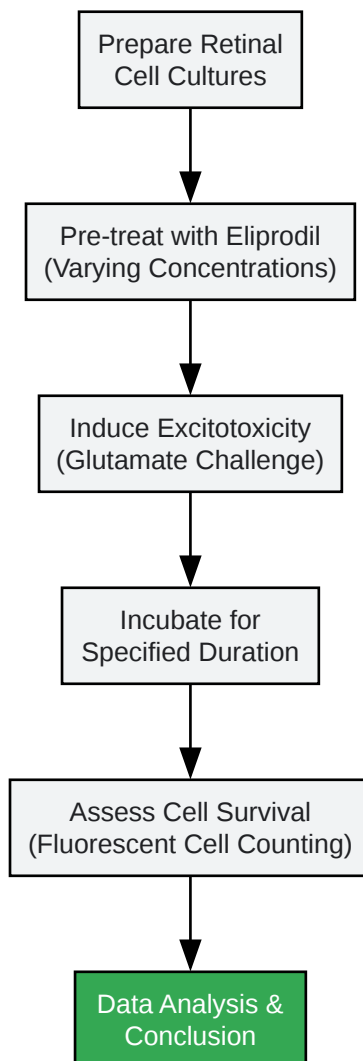 Prepare Retinal
Cell Cultures
Pre-treat with Eliprodil
(Varying Concentrations)
Induce Excitotoxicity
(Glutamate Challenge)
Incubate for
Specified Duration
Assess Cell Survival
(Fluorescent Cell Counting)
Data Analysis &
Conclusion